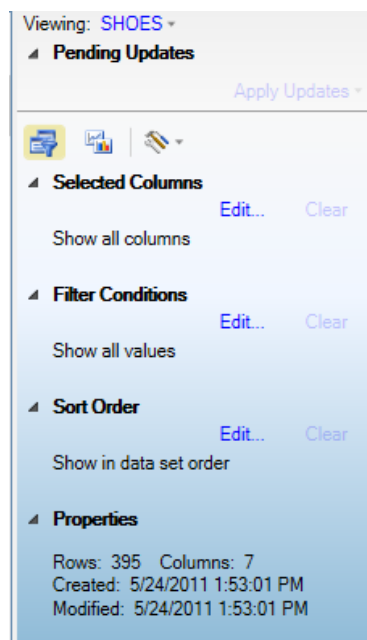 Viewing: SHOES
Pending Updates
Apply Updates
Selected Columns
Edit... Clear
Show all columns
Filter Conditions
Edit... Clear
Show all values
Sort Order
Edit... Clear
Show in data set order
Properties
Rows: 395 Columns: 7
Created: 5/24/2011 1:53:01 PM
Modified: 5/24/2011 1:53:01 PM